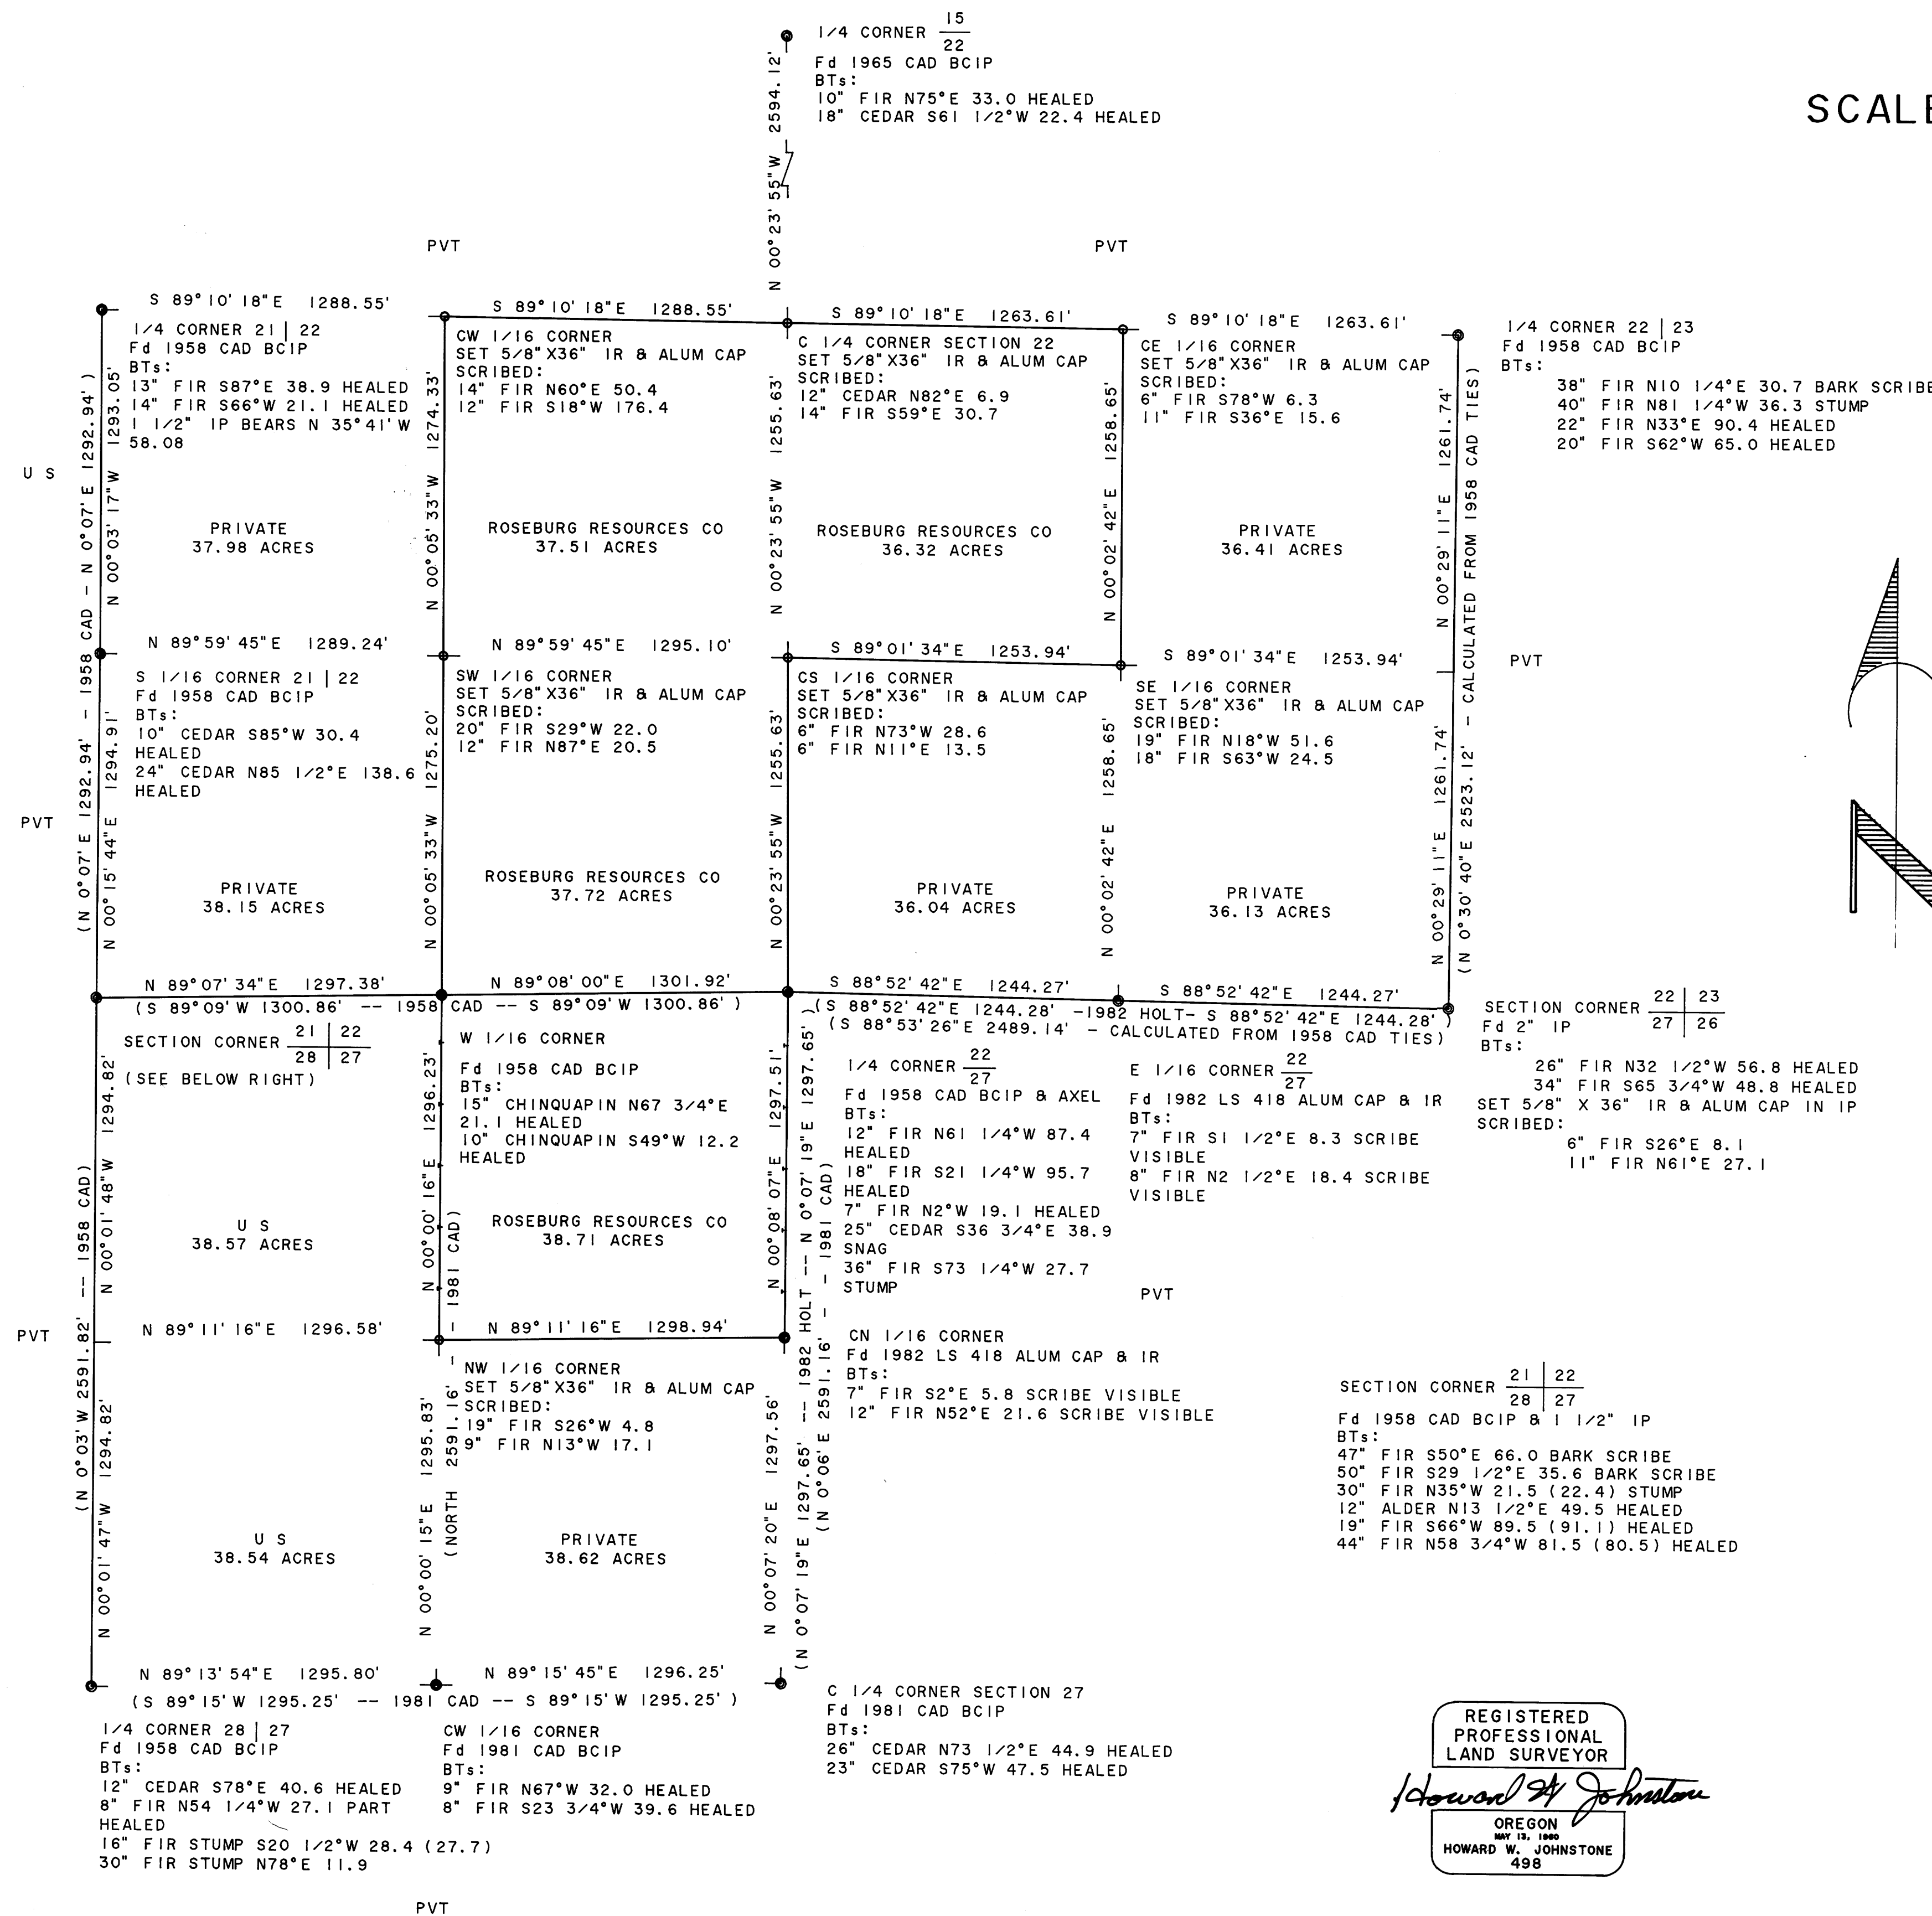 1/4 CORNER 15
22
Fd 1965 CAD BCIP
BTs:
10" FIR N75°E 33.0 HEALED
18" CEDAR S61 1/2°W 22.4 HEALED
SCALE
N 00°23'55"W 2594.12'
PVT
PVT
S 89°10'18"E 1288.55'
S 89°10'18"E 1288.55'
S 89°10'18"E 1263.61'
S 89°10'18"E 1263.61'
1/4 CORNER 21 | 22
Fd 1958 CAD BCIP
BTs:
13" FIR S87°E 38.9 HEALED
14" FIR S66°W 21.1 HEALED
1 1/2" IP BEARS N 35°41'W
58.08
CW 1/16 CORNER
SET 5/8"X36" IR & ALUM CAP
SCRIBED:
14" FIR N60°E 50.4
12" FIR S18°W 176.4
C 1/4 CORNER SECTION 22
SET 5/8"X36" IR & ALUM CAP
SCRIBED:
12" CEDAR N82°E 6.9
14" FIR S59°E 30.7
CE 1/16 CORNER
SET 5/8"X36" IR & ALUM CAP
SCRIBED:
6" FIR S78°W 6.3
11" FIR S36°E 15.6
1/4 CORNER 22 | 23
Fd 1958 CAD BCIP
BTs:
38" FIR N10 1/4°E 30.7 BARK SCRIBE
40" FIR N81 1/4°W 36.3 STUMP
22" FIR N33°E 90.4 HEALED
20" FIR S62°W 65.0 HEALED
U S
(N 0°07'E 1292.94' - 1958 CAD - N 0°07'E 1292.94')
N 00°03'17"W 1293.05'
N 00°05'33"W 1274.33'
N 00°23'55"W 1255.63'
N 00°02'42"E 1258.65'
N 00°29'11"E 1261.74'
(N 0°30'40"E 2523.12' - CALCULATED FROM 1958 CAD TIES)
PRIVATE
37.98 ACRES
ROSEBURG RESOURCES CO
37.51 ACRES
ROSEBURG RESOURCES CO
36.32 ACRES
PRIVATE
36.41 ACRES
N 89°59'45"E 1289.24'
N 89°59'45"E 1295.10'
S 89°01'34"E 1253.94'
S 89°01'34"E 1253.94'
PVT
S 1/16 CORNER 21 | 22
Fd 1958 CAD BCIP
BTs:
10" CEDAR S85°W 30.4
HEALED
24" CEDAR N85 1/2°E 138.6
HEALED
SW 1/16 CORNER
SET 5/8"X36" IR & ALUM CAP
SCRIBED:
20" FIR S29°W 22.0
12" FIR N87°E 20.5
CS 1/16 CORNER
SET 5/8"X36" IR & ALUM CAP
SCRIBED:
6" FIR N73°W 28.6
6" FIR N11°E 13.5
SE 1/16 CORNER
SET 5/8"X36" IR & ALUM CAP
SCRIBED:
19" FIR N18°W 51.6
18" FIR S63°W 24.5
PVT
N 00°15'44"E 1294.91'
N 00°05'33"W 1275.20'
N 00°23'55"W 1255.63'
N 00°02'42"E 1258.65'
N 00°29'11"E 1261.74'
PRIVATE
38.15 ACRES
ROSEBURG RESOURCES CO
37.72 ACRES
PRIVATE
36.04 ACRES
PRIVATE
36.13 ACRES
N 89°07'34"E 1297.38'
N 89°08'00"E 1301.92'
S 88°52'42"E 1244.27'
S 88°52'42"E 1244.27'
(S 89°09'W 1300.86' -- 1958 CAD -- S 89°09'W 1300.86')
(S 88°52'42"E 1244.28' -1982 HOLT- S 88°52'42"E 1244.28')
(S 88°53'26"E 2489.14' - CALCULATED FROM 1958 CAD TIES)
SECTION CORNER 21 | 22
28 | 27
(SEE BELOW RIGHT)
W 1/16 CORNER
Fd 1958 CAD BCIP
BTs:
15" CHINQUAPIN N67 3/4°E
21.1 HEALED
10" CHINQUAPIN S49°W 12.2
HEALED
1/4 CORNER 22
27
Fd 1958 CAD BCIP & AXEL
BTs:
12" FIR N61 1/4°W 87.4
HEALED
18" FIR S21 1/4°W 95.7
HEALED
7" FIR N2°W 19.1 HEALED
25" CEDAR S36 3/4°E 38.9
SNAG
36" FIR S73 1/4°W 27.7
STUMP
E 1/16 CORNER 22
27
Fd 1982 LS 418 ALUM CAP & IR
BTs:
7" FIR S1 1/2°E 8.3 SCRIBE
VISIBLE
8" FIR N2 1/2°E 18.4 SCRIBE
VISIBLE
SECTION CORNER 22 | 23
27 | 26
Fd 2" IP
BTs:
26" FIR N32 1/2°W 56.8 HEALED
34" FIR S65 3/4°W 48.8 HEALED
SET 5/8" X 36" IR & ALUM CAP IN IP
SCRIBED:
6" FIR S26°E 8.1
11" FIR N61°E 27.1
(N 0°03'W 2591.82' -- 1958 CAD)
N 00°01'48"W 1294.82'
N 00°00'16"E 1296.23'
(NORTH 2591.16' -- 1981 CAD)
N 00°08'07"E 1297.51'
(N 0°07'19"E 1297.65' -- 1982 HOLT -- N 0°07'19"E 1297.65')
(N 0°06'E 2591.16' - 1981 CAD)
U S
38.57 ACRES
ROSEBURG RESOURCES CO
38.71 ACRES
PVT
PVT
N 89°11'16"E 1296.58'
N 89°11'16"E 1298.94'
NW 1/16 CORNER
SET 5/8"X36" IR & ALUM CAP
SCRIBED:
19" FIR S26°W 4.8
9" FIR N13°W 17.1
CN 1/16 CORNER
Fd 1982 LS 418 ALUM CAP & IR
BTs:
7" FIR S2°E 5.8 SCRIBE VISIBLE
12" FIR N52°E 21.6 SCRIBE VISIBLE
SECTION CORNER 21 | 22
28 | 27
Fd 1958 CAD BCIP & 1 1/2" IP
BTs:
47" FIR S50°E 66.0 BARK SCRIBE
50" FIR S29 1/2°E 35.6 BARK SCRIBE
30" FIR N35°W 21.5 (22.4) STUMP
12" ALDER N13 1/2°E 49.5 HEALED
19" FIR S66°W 89.5 (91.1) HEALED
44" FIR N58 3/4°W 81.5 (80.5) HEALED
N 00°01'47"W 1294.82'
N 00°00'15"E 1295.83'
N 00°07'20"E 1297.56'
U S
38.54 ACRES
PRIVATE
38.62 ACRES
N 89°13'54"E 1295.80'
N 89°15'45"E 1296.25'
(S 89°15'W 1295.25' -- 1981 CAD -- S 89°15'W 1295.25')
1/4 CORNER 28 | 27
Fd 1958 CAD BCIP
BTs:
12" CEDAR S78°E 40.6 HEALED
8" FIR N54 1/4°W 27.1 PART
HEALED
16" FIR STUMP S20 1/2°W 28.4 (27.7)
30" FIR STUMP N78°E 11.9
CW 1/16 CORNER
Fd 1981 CAD BCIP
BTs:
9" FIR N67°W 32.0 HEALED
8" FIR S23 3/4°W 39.6 HEALED
C 1/4 CORNER SECTION 27
Fd 1981 CAD BCIP
BTs:
26" CEDAR N73 1/2°E 44.9 HEALED
23" CEDAR S75°W 47.5 HEALED
PVT
REGISTERED
PROFESSIONAL
LAND SURVEYOR
Howard W Johnstone
OREGON
MAY 13, 1960
HOWARD W. JOHNSTONE
498